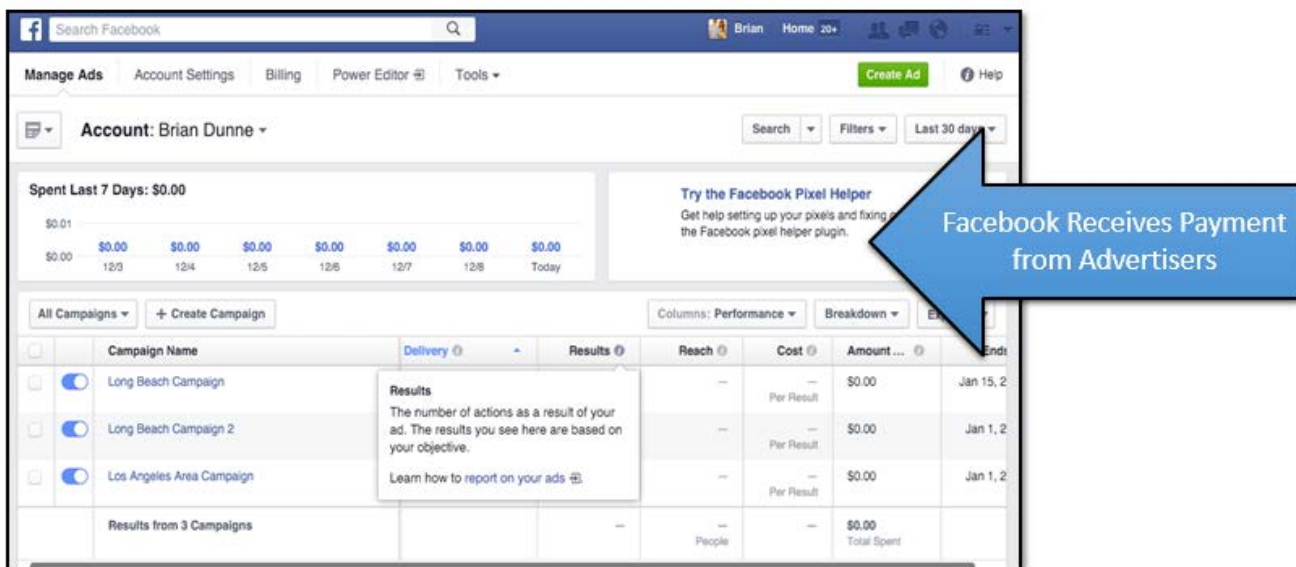 Search Facebook
Brian Home 20+
Manage Ads Account Settings Billing Power Editor Tools Create Ad Help
Account: Brian Dunne Search Filters Last 30 days
Spent Last 7 Days: $0.00
$0.01
$0.00
$0.00 $0.00 $0.00 $0.00 $0.00 $0.00 $0.00
12/3 12/4 12/5 12/6 12/7 12/8 Today
Try the Facebook Pixel Helper
Get help setting up your pixels and fixing
the Facebook pixel helper plugin.
Facebook Receives Payment
from Advertisers
All Campaigns + Create Campaign Columns: Performance Breakdown
Campaign Name Delivery Results Reach Cost Amount ... Ends
Long Beach Campaign — — $0.00 Jan 15, 2
Per Result
Long Beach Campaign 2 — — $0.00 Jan 1, 2
Per Result
Los Angeles Area Campaign — — $0.00 Jan 1, 2
Per Result
Results
The number of actions as a result of your
ad. The results you see here are based on
your objective.
Learn how to report on your ads
Results from 3 Campaigns — — — $0.00
People Total Spent